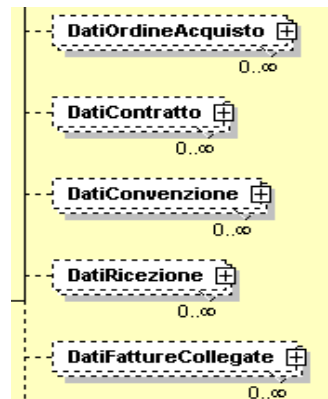 DatiOrdineAcquisto
0..∞
DatiContratto
0..∞
DatiConvenzione
0..∞
DatiRicezione
0..∞
DatiFattureCollegate
0..∞